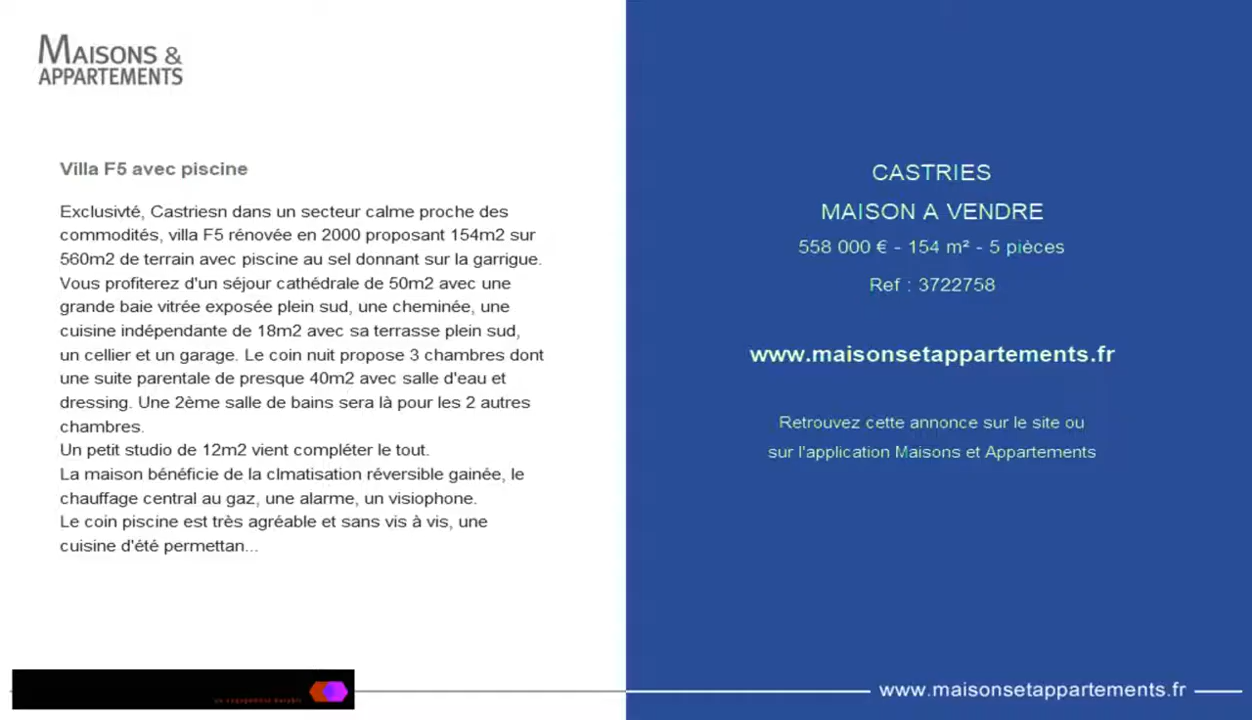 MAISONS &
APPARTEMENTS
Villa F5 avec piscine
Exclusivté, Castriesn dans un secteur calme proche des
commodités, villa F5 rénovée en 2000 proposant 154m2 sur
560m2 de terrain avec piscine au sel donnant sur la garrigue.
Vous profiterez d'un séjour cathédrale de 50m2 avec une
grande baie vitrée exposée plein sud, une cheminée, une
cuisine indépendante de 18m2 avec sa terrasse plein sud,
un cellier et un garage. Le coin nuit propose 3 chambres dont
une suite parentale de presque 40m2 avec salle d'eau et
dressing. Une 2ème salle de bains sera là pour les 2 autres
chambres.
Un petit studio de 12m2 vient compléter le tout.
La maison bénéficie de la clmatisation réversible gainée, le
chauffage central au gaz, une alarme, un visiophone.
Le coin piscine est très agréable et sans vis à vis, une
cuisine d'été permettan...
CASTRIES
MAISON A VENDRE
558 000 € - 154 m² - 5 pièces
Ref : 3722758
www.maisonsetappartements.fr
Retrouvez cette annonce sur le site ou
sur l'application Maisons et Appartements
un engagement durable
www.maisonsetappartements.fr